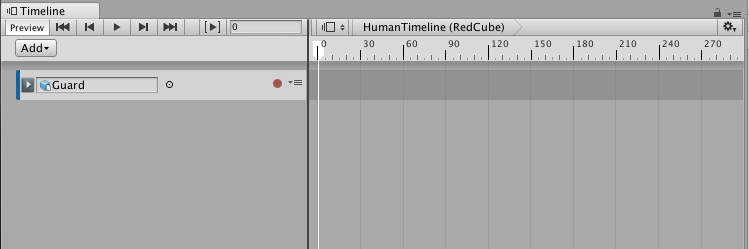 Timeline
Preview
0
HumanTimeline (RedCube)
Add
0 30 60 90 120 150 180 210 240 270
Guard